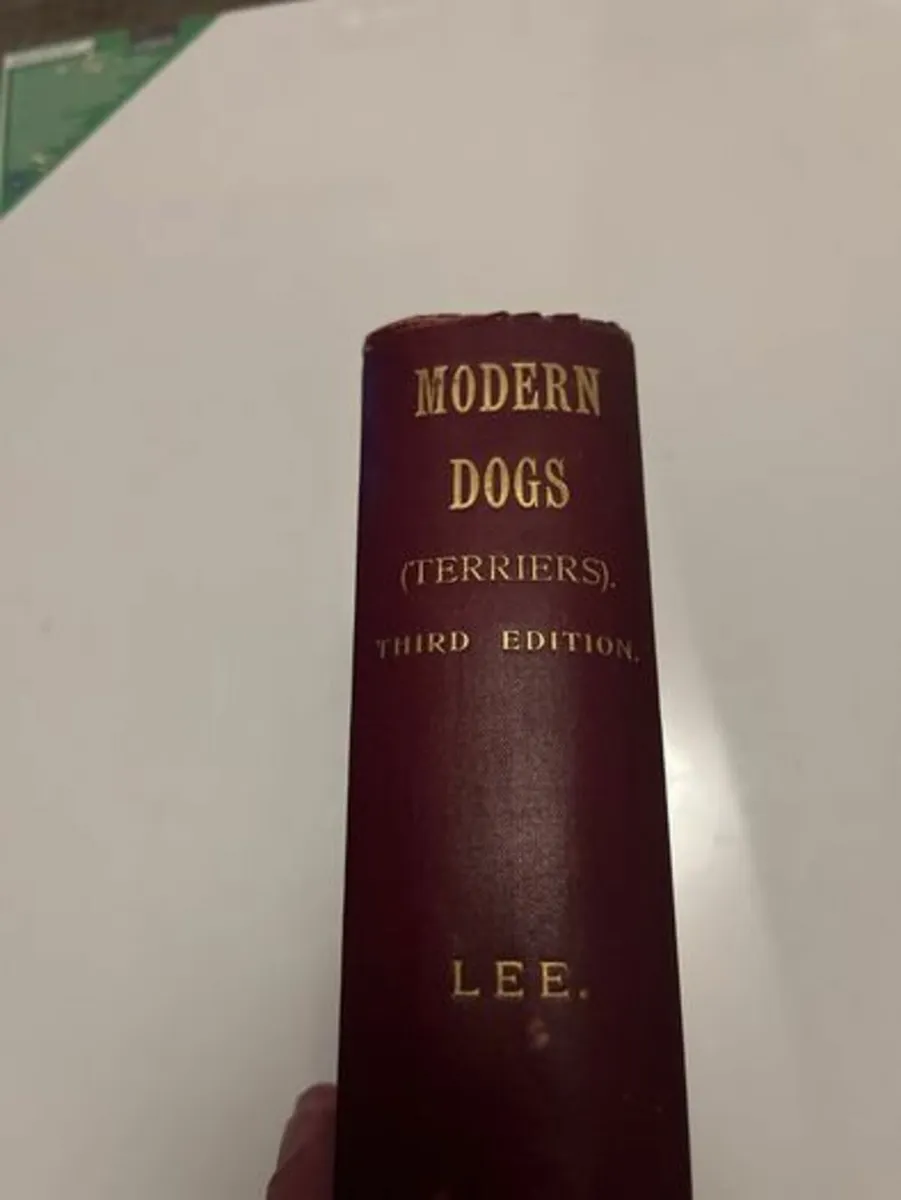 MODERN
DOGS
(TERRIERS).
THIRD EDITION.
LEE.